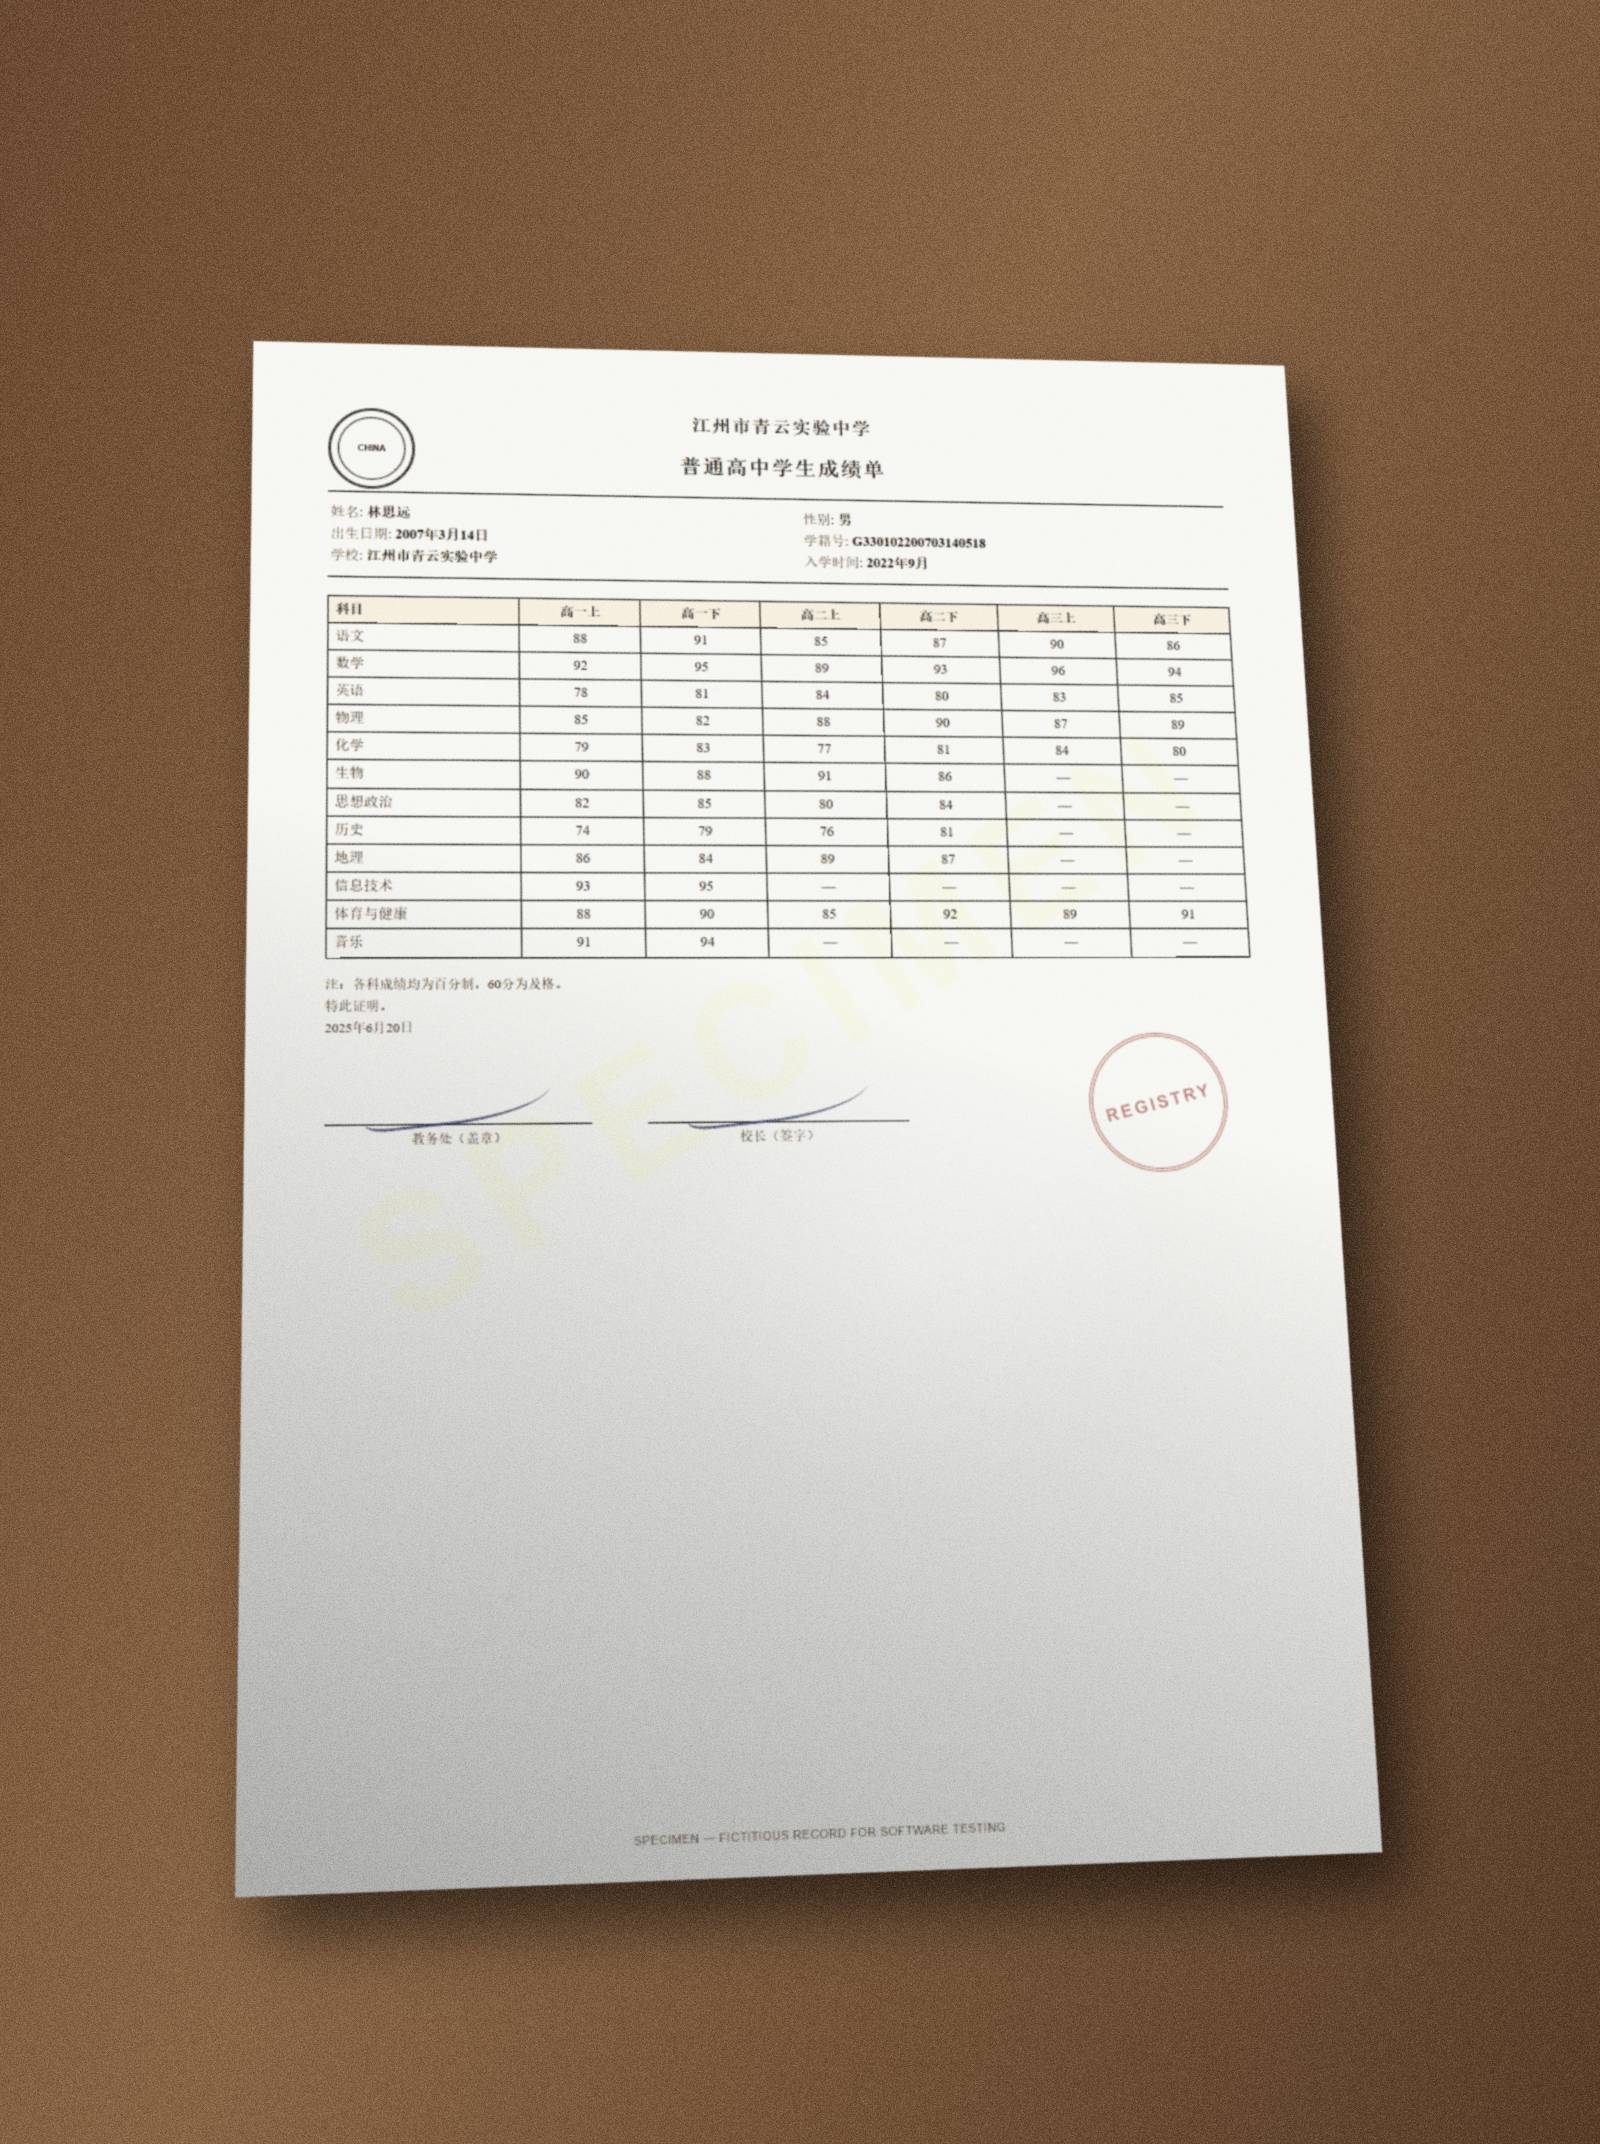 CHINA
江州市青云实验中学
普通高中学生成绩单
姓名: 林思远 性别: 男
出生日期: 2007年3月14日 学籍号: G330102200703140518
学校: 江州市青云实验中学 入学时间: 2022年9月
科目 高一上 高一下 高二上 高二下 高三上 高三下
语文 88 91 85 87 90 86
数学 92 95 89 93 96 94
英语 78 81 84 80 83 85
物理 85 82 88 90 87 89
化学 79 83 77 81 84 80
生物 90 88 91 86 — —
思想政治 82 85 80 84 — —
历史 74 79 76 81 — —
地理 86 84 89 87 — —
信息技术 93 95 — — — —
体育与健康 88 90 85 92 89 91
音乐 91 94 — — — —
注：各科成绩均为百分制，60分为及格。
特此证明。
2025年6月20日
教务处（盖章） 校长（签字）
REGISTRY
SPECIMEN
SPECIMEN — FICTITIOUS RECORD FOR SOFTWARE TESTING